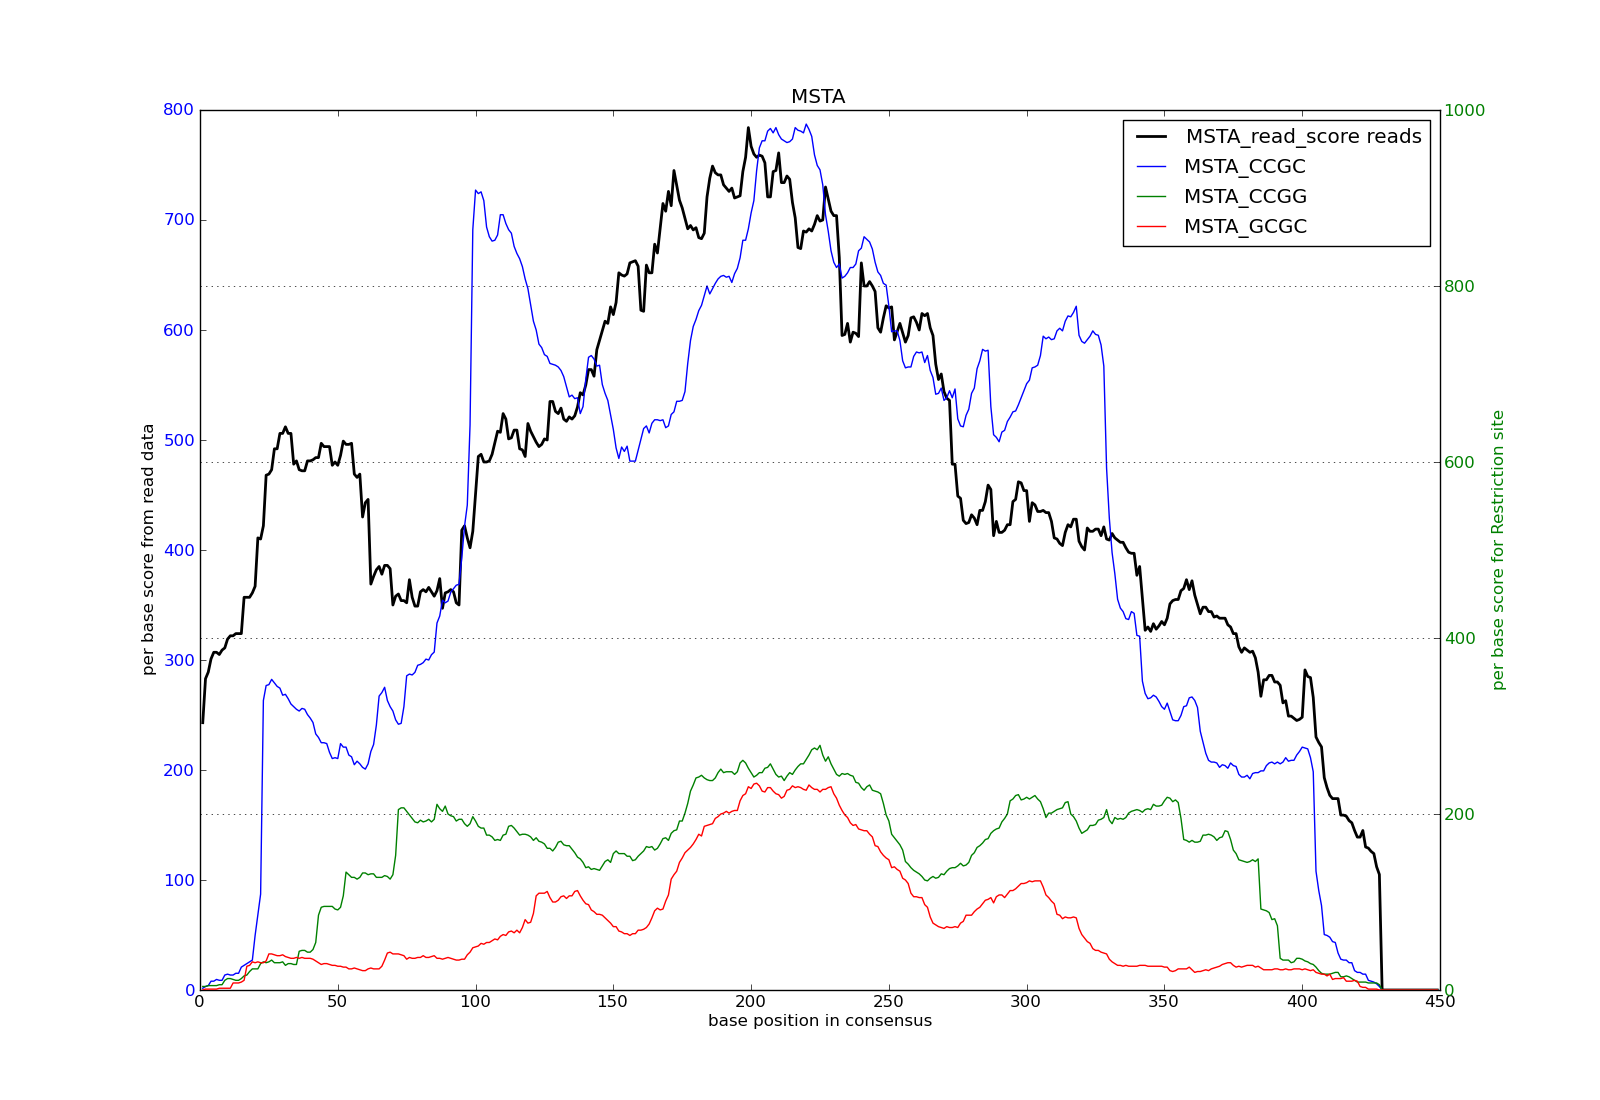 MSTA
800
700
600
500
400
300
200
100
0
per base score from read data
1000
800
600
400
200
0
per base score for Restriction site
MSTA_read_score reads
MSTA_CCGC
MSTA_CCGG
MSTA_GCGC
0 50 100 150 200 250 300 350 400 450
base position in consensus